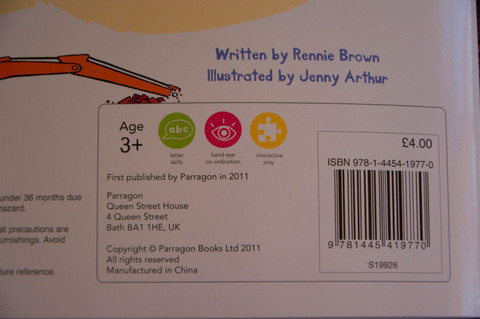 Written by Rennie Brown
Illustrated by Jenny Arthur
Age
3+
abc
letter
skills
hand-eye
co-ordination
interactive
play
First published by Parragon in 2011
Parragon
Queen Street House
4 Queen Street
Bath BA1 1HE, UK
Copyright © Parragon Books Ltd 2011
All rights reserved
Manufactured in China
£4.00
ISBN 978-1-4454-1977-0
9 781445 419770
S19926
under 36 months due
hazard.
at precautions are
urnishings. Avoid
ure reference.